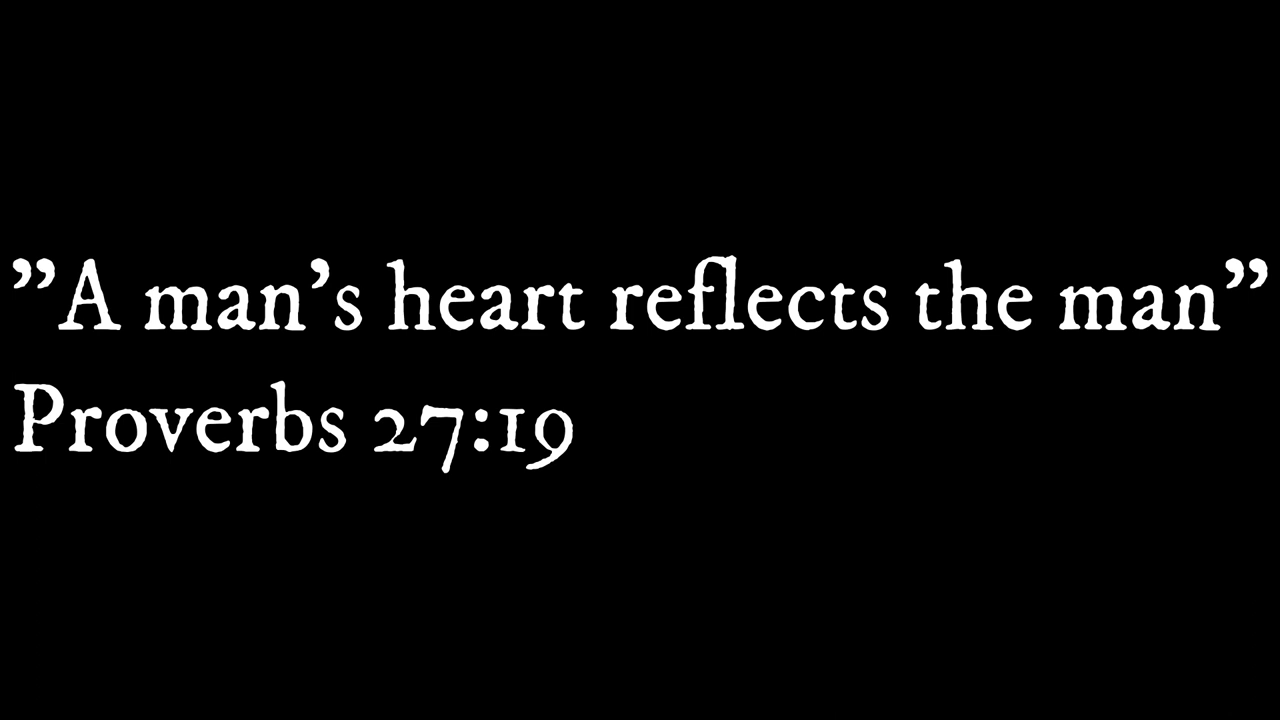 ”A man’s heart reflects the man”
Proverbs 27:19